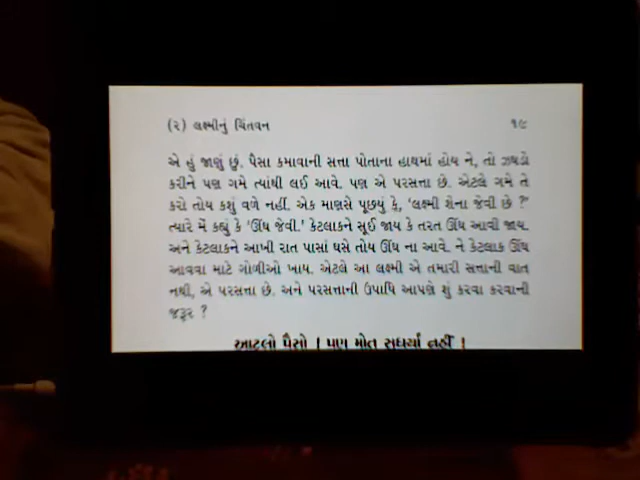 (૨) લક્ષ્મીનું ચિંતવન ૧૯
એ હું જાણું છું. પૈસા કમાવાની સત્તા પોતાના હાથમાં હોય ને, તો ઝઘડો
કરીને પણ ગમે ત્યાંથી લઈ આવે. પણ એ પરસત્તા છે. એટલે ગમે તે
કરો તોય કશું વળે નહીં. એક માણસે પૂછ્યું કે, ‘લક્ષ્મી શેના જેવી છે ?’
ત્યારે મેં કહ્યું કે ‘ઊંઘ જેવી.’ કેટલાકને સૂઈ જાય કે તરત ઊંઘ આવી જાય.
અને કેટલાકને આખી રાત પાસાં ઘસે તોય ઊંઘ ના આવે. ને કેટલાક ઊંઘ
આવવા માટે ગોળીઓ ખાય. એટલે આ લક્ષ્મી એ તમારી સત્તાની વાત
નથી, એ પરસત્તા છે. અને પરસત્તાની ઉપાધિ આપણે શું કરવા કરવાની
જરૂર ?
આટલો પૈસો ! પણ મોત સુધર્યાં નહીં !